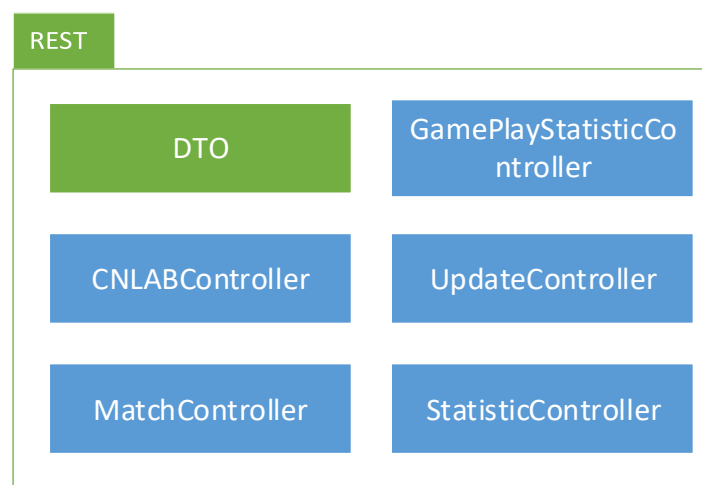 REST
DTO
GamePlayStatisticCo
ntroller
CNLABController
UpdateController
MatchController
StatisticController